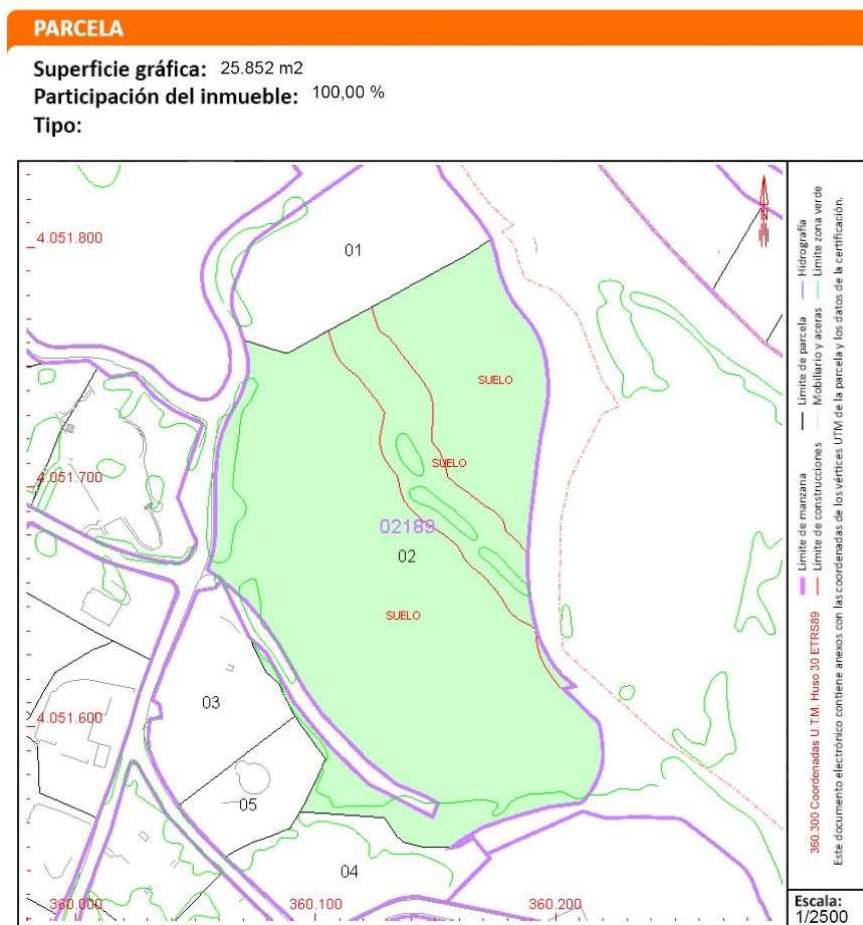 PARCELA
Superficie gráfica: 25.852 m2
Participación del inmueble: 100,00 %
Tipo:
4.051.800
01
SUELO
4.051.700
SUELO
02189
02
SUELO
03
4.051.600
05
04
360.000
360.100
360.200
360.300 Coordenadas U.T.M. Huso 30 ETRS89
Límite de manzana
Límite de construcciones
Límite de parcela
Mobiliario y aceras
Hidrografía
Límite zona verde
Este documento electrónico contiene anexos con las coordenadas de los vértices UTM de la parcela y los datos de la certificación.
Escala:
1/2500